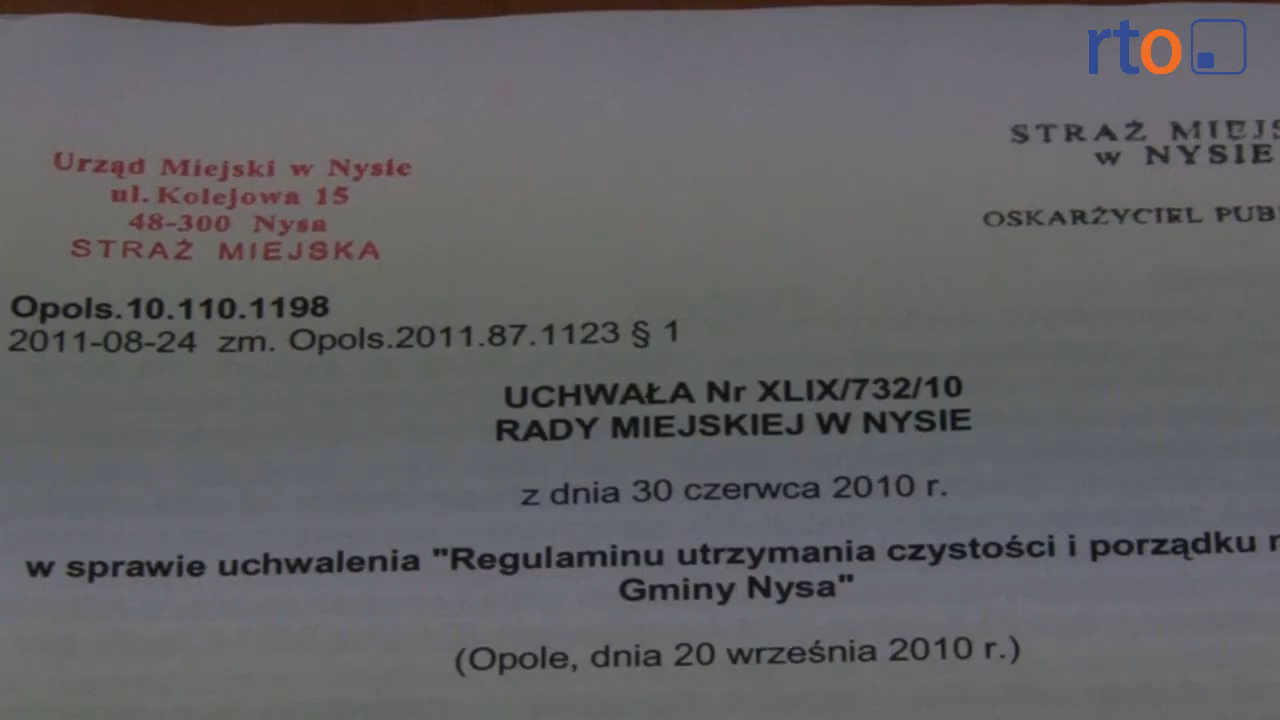 rto
STRAŻ MIEJS
w NYSIE
OSKARŻYCIEL PUB
Urząd Miejski w Nysie
ul. Kolejowa 15
48-300 Nysa
STRAŻ MIEJSKA
Opols.10.110.1198
2011-08-24 zm. Opols.2011.87.1123 § 1
UCHWAŁA Nr XLIX/732/10
RADY MIEJSKIEJ W NYSIE
z dnia 30 czerwca 2010 r.
w sprawie uchwalenia "Regulaminu utrzymania czystości i porządku
Gminy Nysa"
(Opole, dnia 20 września 2010 r.)